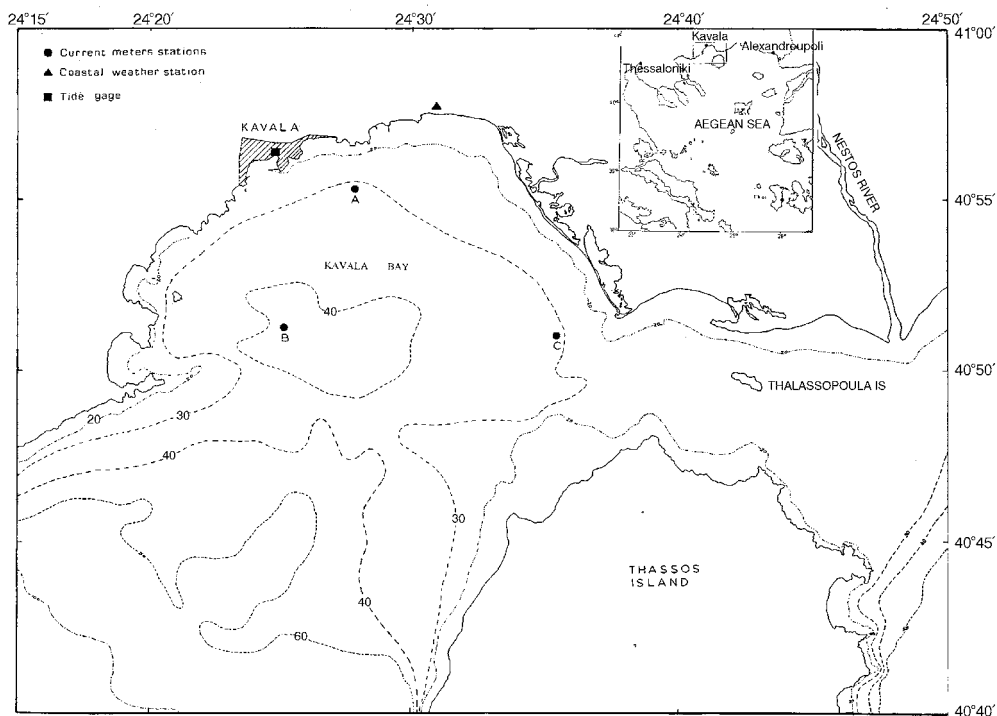 24°15´ 24°20´ 24°30´ 24°40´ 24°50´
41°00´
Current meters stations
Coastal weather station
Tide gage
Kavala
Alexandroupoli
Thessaloniki
AEGEAN SEA
NESTOS RIVER
KAVALA
40°55´
A
KAVALA BAY
40
B
C
40°50´
THALASSOPOULA IS
20
30
40
30
40°45´
THASSOS
ISLAND
40
60
40°40´